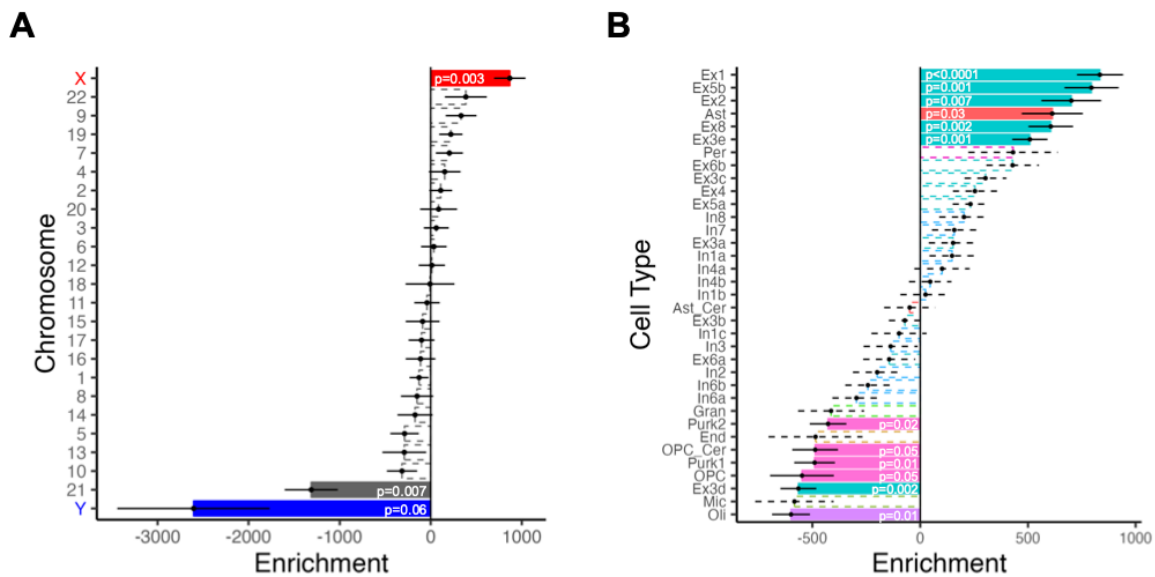 A
B
Chromosome
X
22
9
19
7
4
2
20
3
6
12
18
11
15
17
16
1
8
14
5
13
10
21
Y
p=0.003
p=0.007
p=0.06
-3000
-2000
-1000
0
1000
Enrichment
Cell Type
Ex1
Ex5b
Ex2
Ast
Ex8
Ex3e
Per
Ex6b
Ex3c
Ex4
Ex5a
In8
In7
Ex3a
In1a
In4a
In4b
In1b
Ast_Cer
Ex3b
In1c
In3
Ex6a
In2
In6b
In6a
Gran
Purk2
End
OPC_Cer
Purk1
OPC
Ex3d
Mic
Oli
p<0.0001
p=0.001
p=0.007
p=0.03
p=0.002
p=0.001
p=0.02
p=0.05
p=0.01
p=0.05
p=0.002
p=0.01
-500
0
500
1000
Enrichment